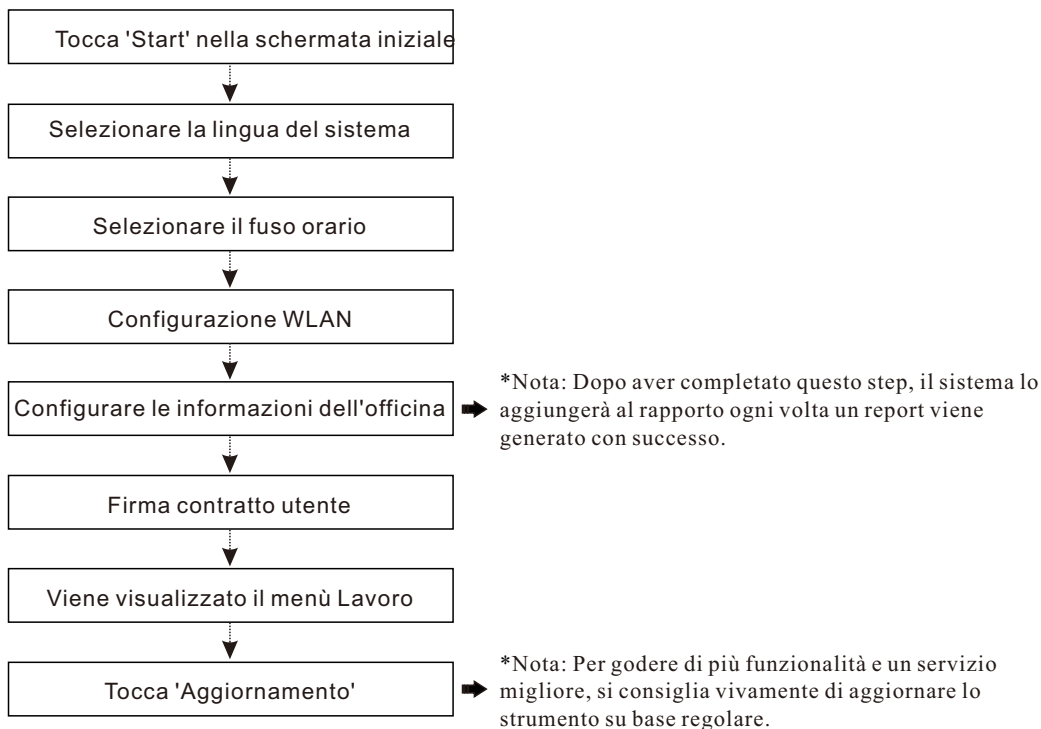 Tocca 'Start' nella schermata iniziale
Selezionare la lingua del sistema
Selezionare il fuso orario
Configurazione WLAN
Configurare le informazioni dell'officina
*Nota: Dopo aver completato questo step, il sistema lo
aggiungerà al rapporto ogni volta un report viene
generato con successo.
Firma contratto utente
Viene visualizzato il menù Lavoro
Tocca 'Aggiornamento'
*Nota: Per godere di più funzionalità e un servizio
migliore, si consiglia vivamente di aggiornare lo
strumento su base regolare.